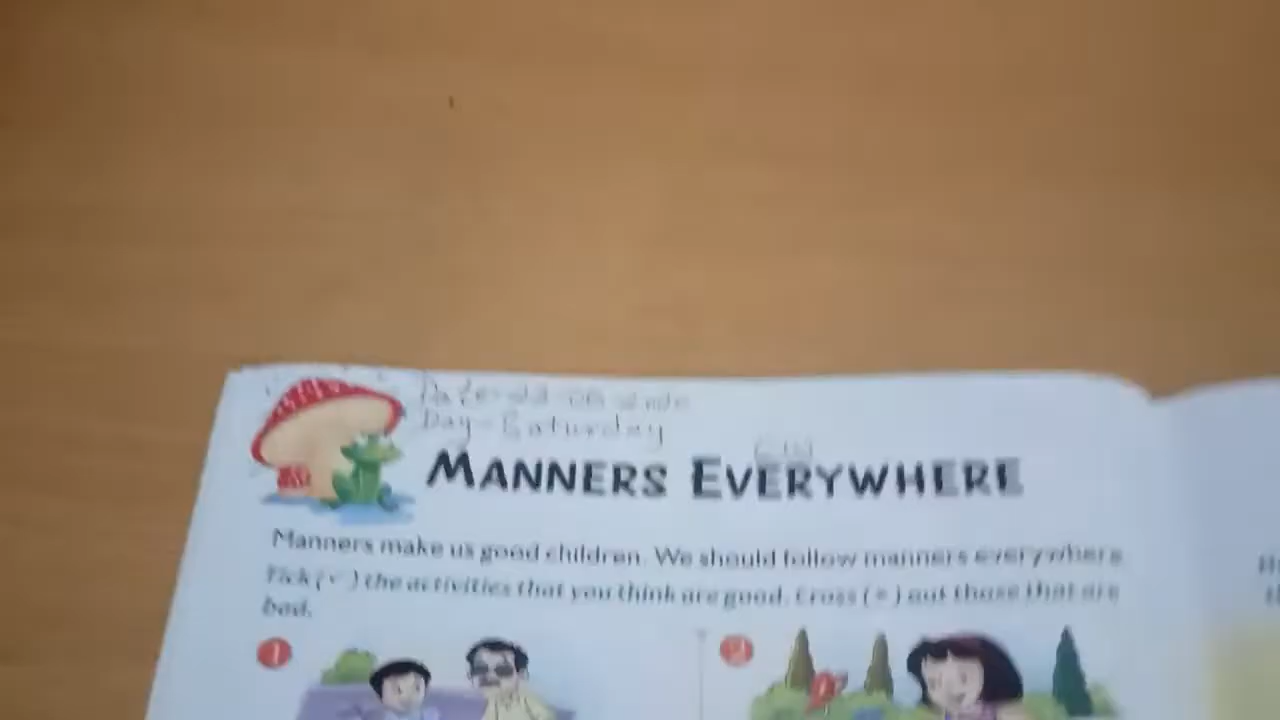 Day-Saturday
MANNERS EVERYWHERE
Manners make us good children. We should follow manners everywhere.
Tick (✓) the activities that you think are good. Cross (×) out those that are
bad.
1
2